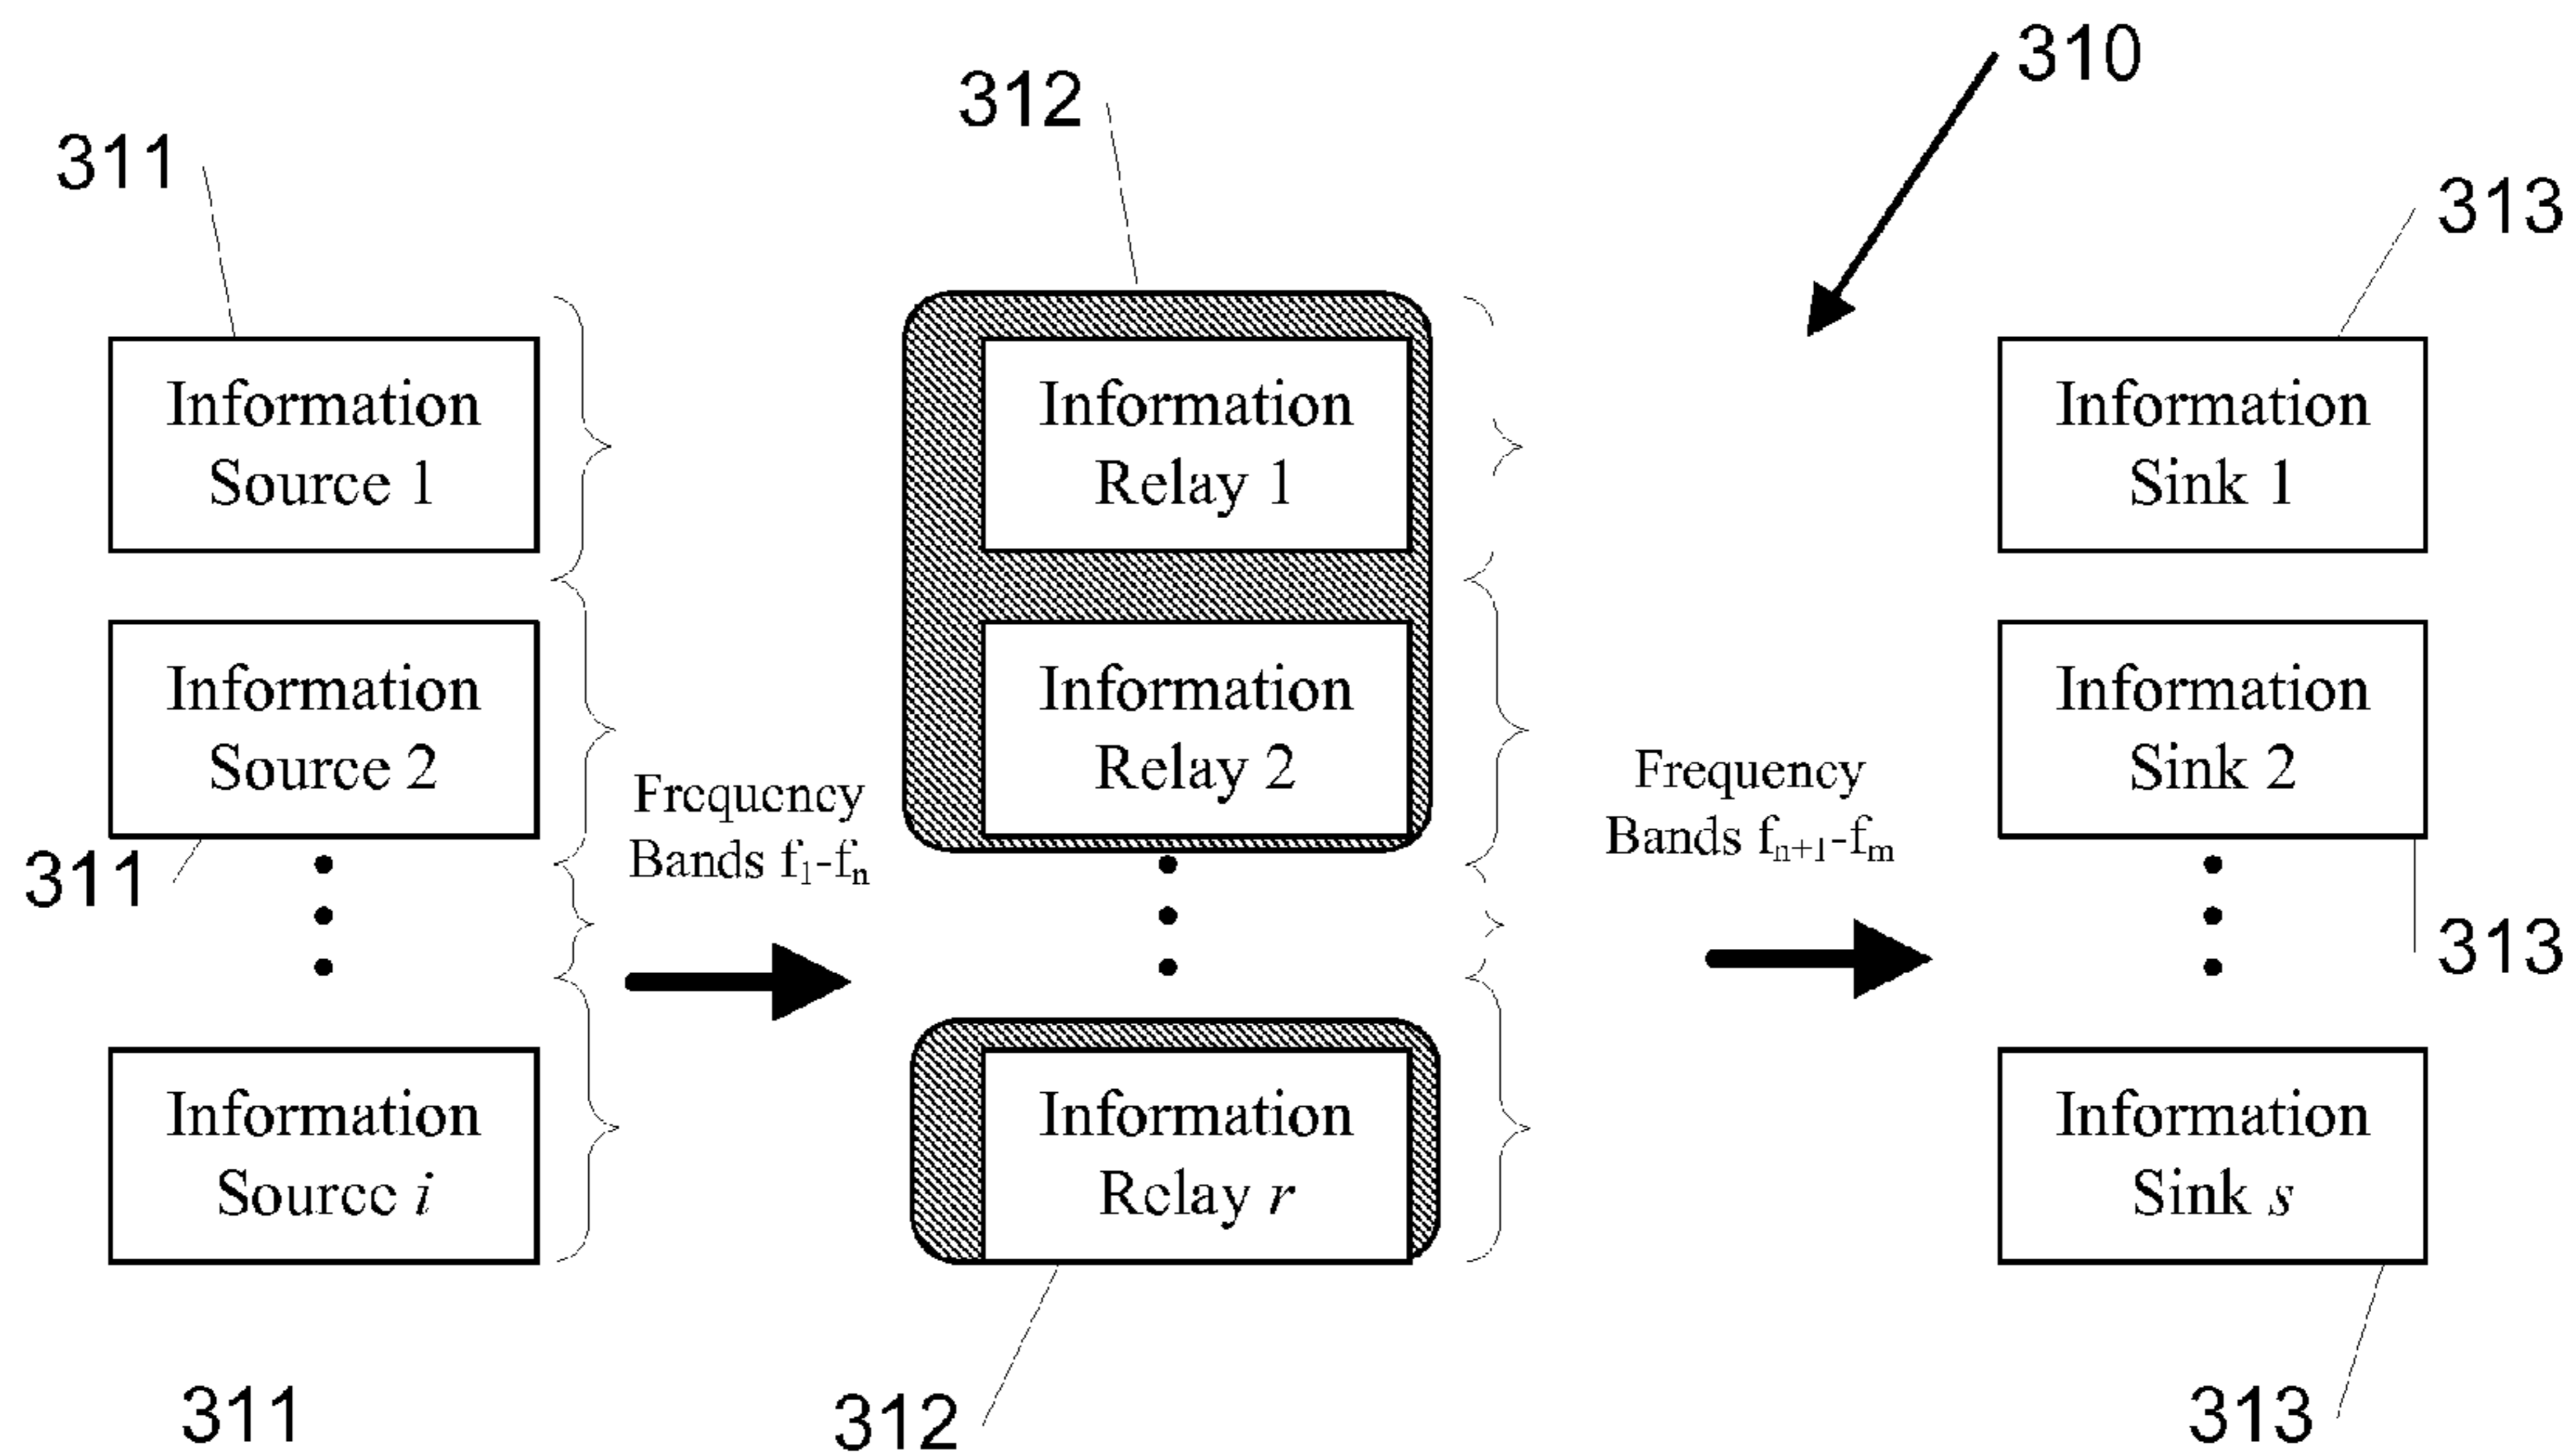 310
312
311
313
Information
Source 1
Information
Relay 1
Information
Sink 1
Information
Source 2
Information
Relay 2
Information
Sink 2
Frequency
Bands f₁-fₙ
Frequency
Bands fₙ₊₁-fₘ
311
313
Information
Source i
Information
Relay r
Information
Sink s
311
312
313